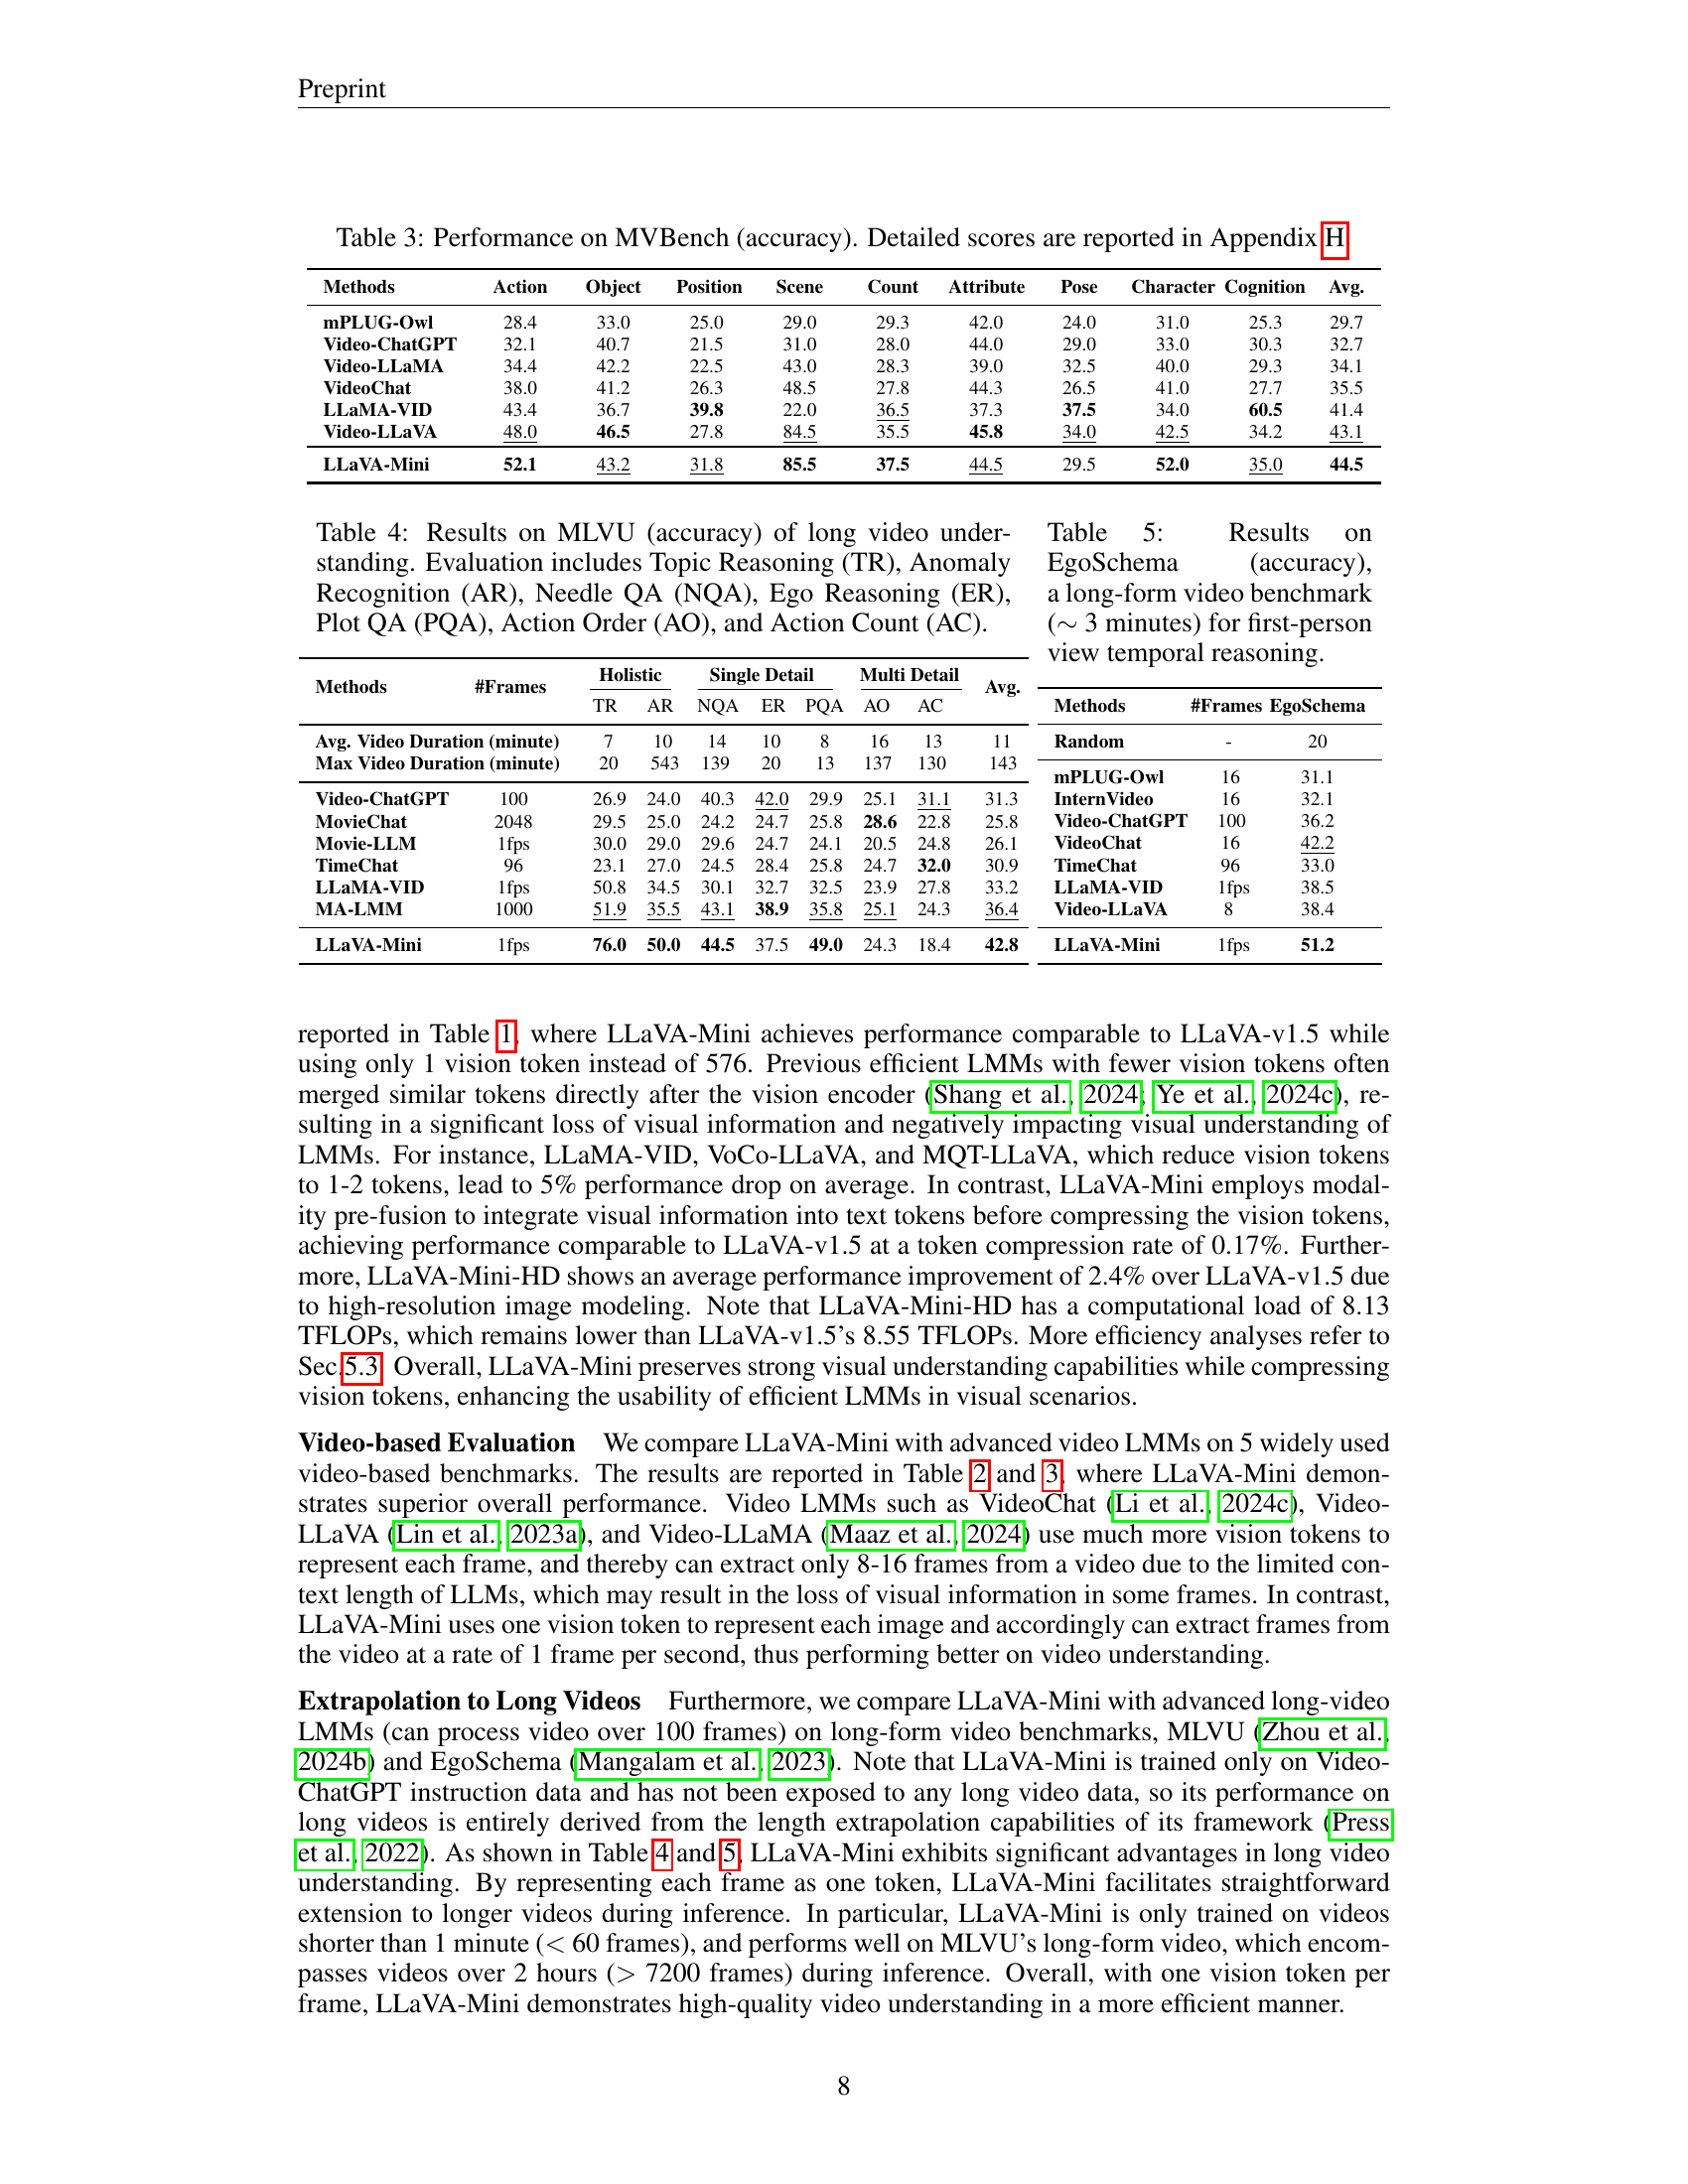 Preprint
Table 3: Performance on MVBench (accuracy). Detailed scores are reported in Appendix H
Methods Action Object Position Scene Count Attribute Pose Character Cognition Avg.
mPLUG-Owl 28.4 33.0 25.0 29.0 29.3 42.0 24.0 31.0 25.3 29.7
Video-ChatGPT 32.1 40.7 21.5 31.0 28.0 44.0 29.0 33.0 30.3 32.7
Video-LLaMA 34.4 42.2 22.5 43.0 28.3 39.0 32.5 40.0 29.3 34.1
VideoChat 38.0 41.2 26.3 48.5 27.8 44.3 26.5 41.0 27.7 35.5
LLaMA-VID 43.4 36.7 39.8 22.0 36.5 37.3 37.5 34.0 60.5 41.4
Video-LLaVA 48.0 46.5 27.8 84.5 35.5 45.8 34.0 42.5 34.2 43.1
LLaVA-Mini 52.1 43.2 31.8 85.5 37.5 44.5 29.5 52.0 35.0 44.5
Table 4: Results on MLVU (accuracy) of long video under-
standing. Evaluation includes Topic Reasoning (TR), Anomaly
Recognition (AR), Needle QA (NQA), Ego Reasoning (ER),
Plot QA (PQA), Action Order (AO), and Action Count (AC).
Methods #Frames Holistic Single Detail Multi Detail Avg.
TR AR NQA ER PQA AO AC
Avg. Video Duration (minute) 7 10 14 10 8 16 13 11
Max Video Duration (minute) 20 543 139 20 13 137 130 143
Video-ChatGPT 100 26.9 24.0 40.3 42.0 29.9 25.1 31.1 31.3
MovieChat 2048 29.5 25.0 24.2 24.7 25.8 28.6 22.8 25.8
Movie-LLM 1fps 30.0 29.0 29.6 24.7 24.1 20.5 24.8 26.1
TimeChat 96 23.1 27.0 24.5 28.4 25.8 24.7 32.0 30.9
LLaMA-VID 1fps 50.8 34.5 30.1 32.7 32.5 23.9 27.8 33.2
MA-LMM 1000 51.9 35.5 43.1 38.9 35.8 25.1 24.3 36.4
LLaVA-Mini 1fps 76.0 50.0 44.5 37.5 49.0 24.3 18.4 42.8
Table 5: Results on
EgoSchema (accuracy),
a long-form video benchmark
(∼ 3 minutes) for first-person
view temporal reasoning.
Methods #Frames EgoSchema
Random - 20
mPLUG-Owl 16 31.1
InternVideo 16 32.1
Video-ChatGPT 100 36.2
VideoChat 16 42.2
TimeChat 96 33.0
LLaMA-VID 1fps 38.5
Video-LLaVA 8 38.4
LLaVA-Mini 1fps 51.2
reported in Table 1, where LLaVA-Mini achieves performance comparable to LLaVA-v1.5 while
using only 1 vision token instead of 576. Previous efficient LMMs with fewer vision tokens often
merged similar tokens directly after the vision encoder (Shang et al., 2024; Ye et al., 2024c), re-
sulting in a significant loss of visual information and negatively impacting visual understanding of
LMMs. For instance, LLaMA-VID, VoCo-LLaVA, and MQT-LLaVA, which reduce vision tokens
to 1-2 tokens, lead to 5% performance drop on average. In contrast, LLaVA-Mini employs modal-
ity pre-fusion to integrate visual information into text tokens before compressing the vision tokens,
achieving performance comparable to LLaVA-v1.5 at a token compression rate of 0.17%. Further-
more, LLaVA-Mini-HD shows an average performance improvement of 2.4% over LLaVA-v1.5 due
to high-resolution image modeling. Note that LLaVA-Mini-HD has a computational load of 8.13
TFLOPs, which remains lower than LLaVA-v1.5's 8.55 TFLOPs. More efficiency analyses refer to
Sec.5.3. Overall, LLaVA-Mini preserves strong visual understanding capabilities while compressing
vision tokens, enhancing the usability of efficient LMMs in visual scenarios.
Video-based Evaluation We compare LLaVA-Mini with advanced video LMMs on 5 widely used
video-based benchmarks. The results are reported in Table 2 and 3, where LLaVA-Mini demon-
strates superior overall performance. Video LMMs such as VideoChat (Li et al., 2024c), Video-
LLaVA (Lin et al., 2023a), and Video-LLaMA (Maaz et al., 2024) use much more vision tokens to
represent each frame, and thereby can extract only 8-16 frames from a video due to the limited con-
text length of LLMs, which may result in the loss of visual information in some frames. In contrast,
LLaVA-Mini uses one vision token to represent each image and accordingly can extract frames from
the video at a rate of 1 frame per second, thus performing better on video understanding.
Extrapolation to Long Videos Furthermore, we compare LLaVA-Mini with advanced long-video
LMMs (can process video over 100 frames) on long-form video benchmarks, MLVU (Zhou et al.,
2024b) and EgoSchema (Mangalam et al., 2023). Note that LLaVA-Mini is trained only on Video-
ChatGPT instruction data and has not been exposed to any long video data, so its performance on
long videos is entirely derived from the length extrapolation capabilities of its framework (Press
et al., 2022). As shown in Table 4 and 5, LLaVA-Mini exhibits significant advantages in long video
understanding. By representing each frame as one token, LLaVA-Mini facilitates straightforward
extension to longer videos during inference. In particular, LLaVA-Mini is only trained on videos
shorter than 1 minute (< 60 frames), and performs well on MLVU's long-form video, which encom-
passes videos over 2 hours (> 7200 frames) during inference. Overall, with one vision token per
frame, LLaVA-Mini demonstrates high-quality video understanding in a more efficient manner.
8